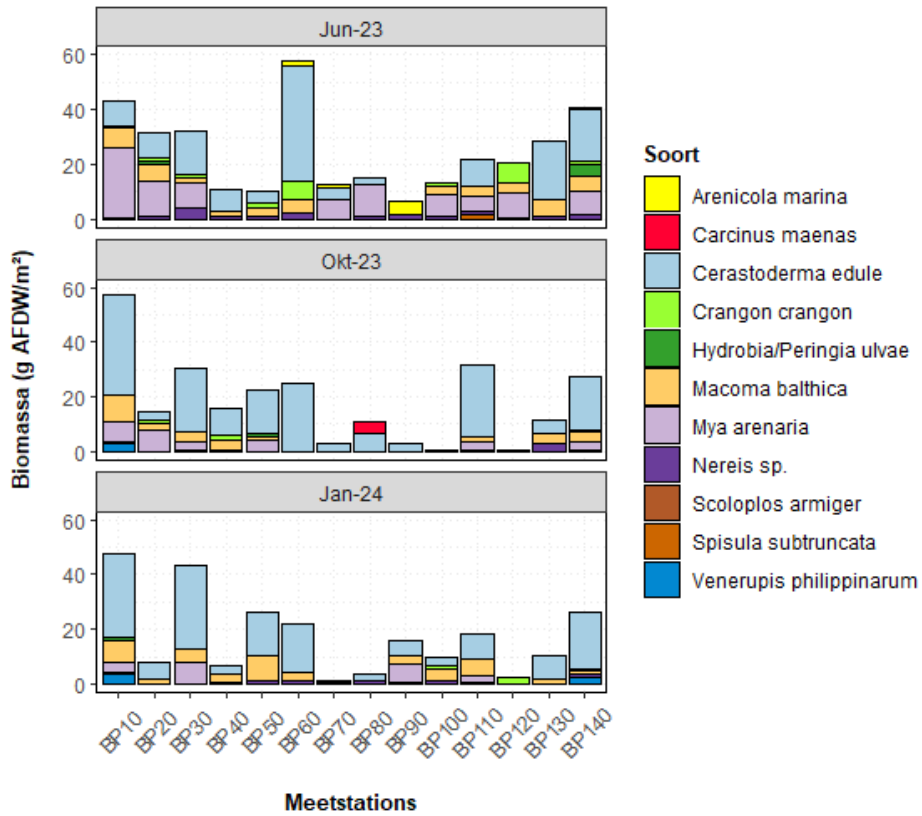 Jun-23
60
40
20
0
Okt-23
60
40
20
0
Jan-24
60
40
20
0
BP10
BP20
BP30
BP40
BP50
BP60
BP70
BP80
BP90
BP100
BP110
BP120
BP130
BP140
Meetstations
Biomassa (g AFDW/m²)
Soort
Arenicola marina
Carcinus maenas
Cerastoderma edule
Crangon crangon
Hydrobia/Peringia ulvae
Macoma balthica
Mya arenaria
Nereis sp.
Scoloplos armiger
Spisula subtruncata
Venerupis philippinarum